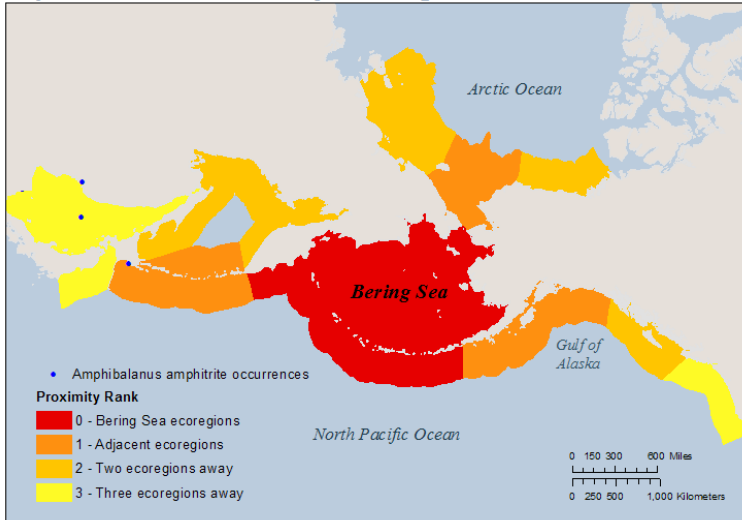 Arctic Ocean
Bering Sea
Gulf of
Alaska
North Pacific Ocean
Amphibalanus amphitrite occurrences
Proximity Rank
0 - Bering Sea ecoregions
1 - Adjacent ecoregions
2 - Two ecoregions away
3 - Three ecoregions away
0 150 300 600 Miles
0 250 500 1,000 Kilometers